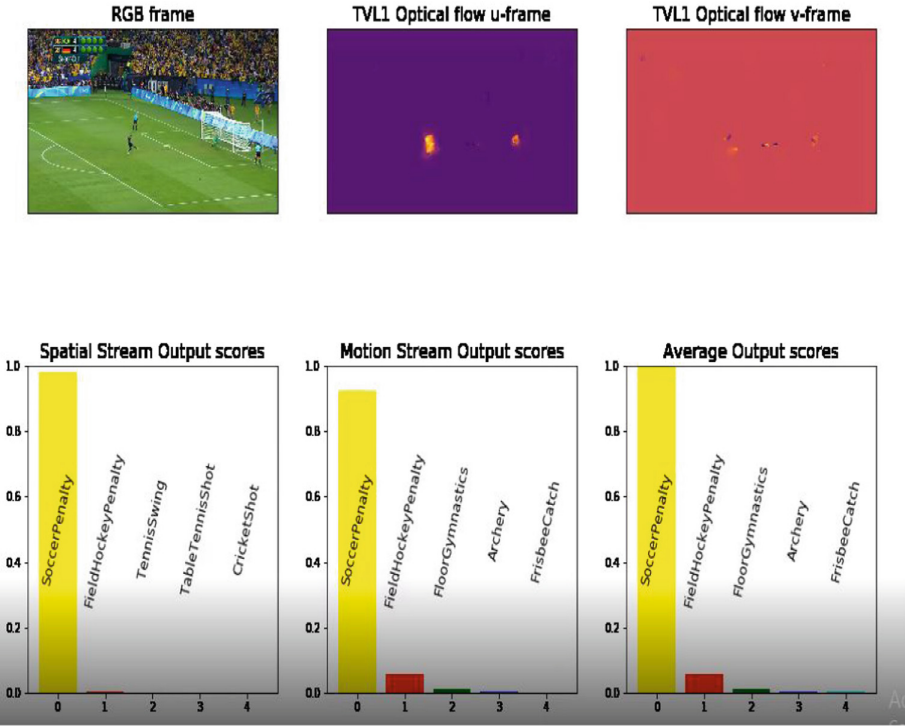 RGB frame
TVL1 Optical flow u-frame
TVL1 Optical flow v-frame
Spatial Stream Output scores
1.0
0.8
0.6
0.4
0.2
0.0
SoccerPenalty
FieldHockeyPenalty
TennisSwing
TableTennisShot
CricketShot
0 1 2 3 4
Motion Stream Output scores
1.0
0.8
0.6
0.4
0.2
0.0
SoccerPenalty
FieldHockeyPenalty
FloorGymnastics
Archery
FrisbeeCatch
0 1 2 3 4
Average Output scores
1.0
0.8
0.6
0.4
0.2
0.0
SoccerPenalty
FieldHockeyPenalty
FloorGymnastics
Archery
FrisbeeCatch
0 1 2 3 4